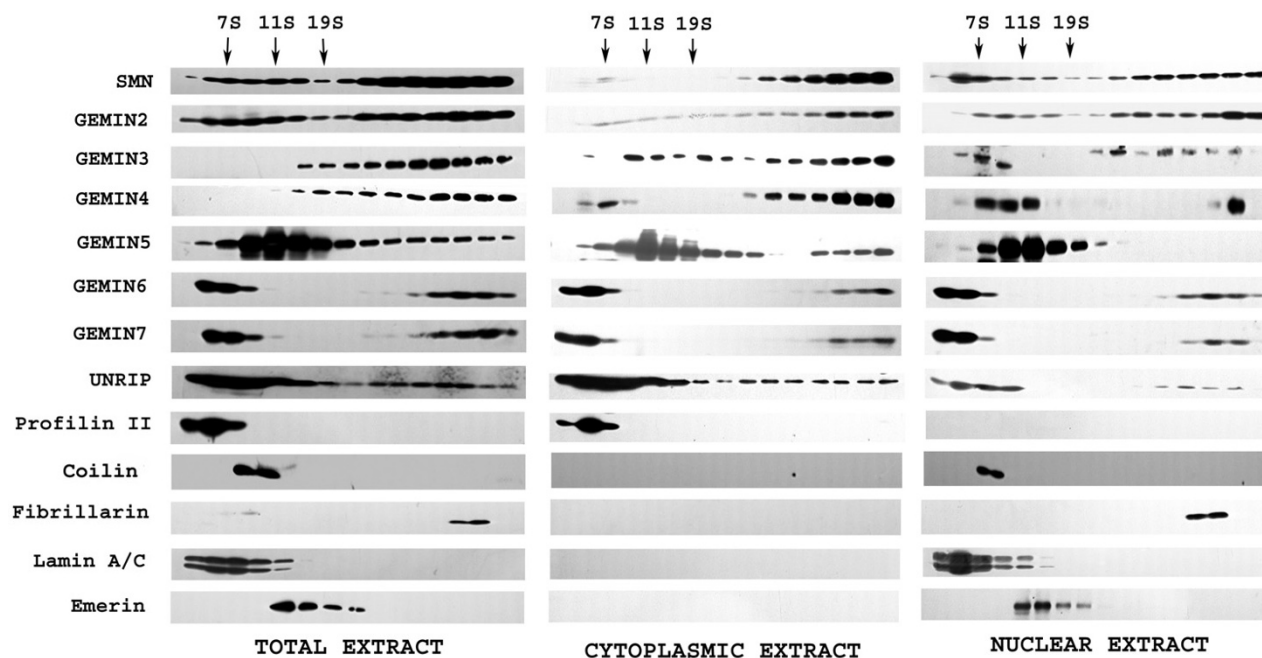 7S 11S 19S 7S 11S 19S 7S 11S 19S
SMN
GEMIN2
GEMIN3
GEMIN4
GEMIN5
GEMIN6
GEMIN7
UNRIP
Profilin II
Coilin
Fibrillarin
Lamin A/C
Emerin
TOTAL EXTRACT CYTOPLASMIC EXTRACT NUCLEAR EXTRACT